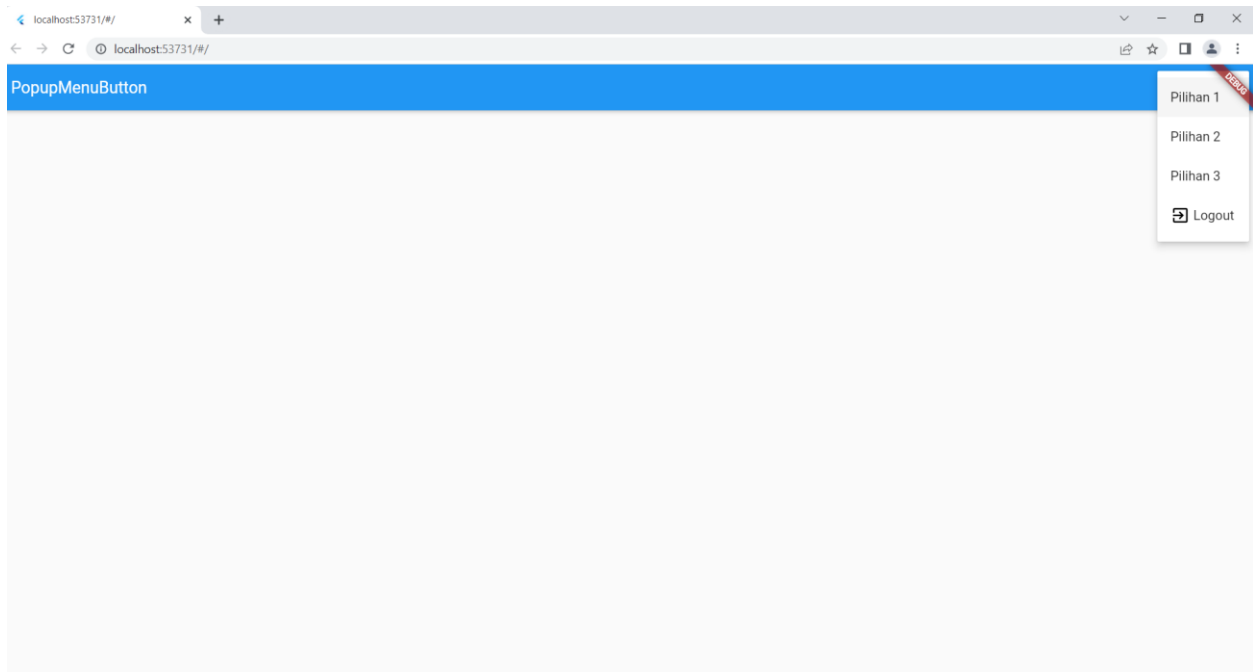 localhost:53731/#/
localhost:53731/#/
PopupMenuButton
DEBUG
Pilihan 1
Pilihan 2
Pilihan 3
Logout